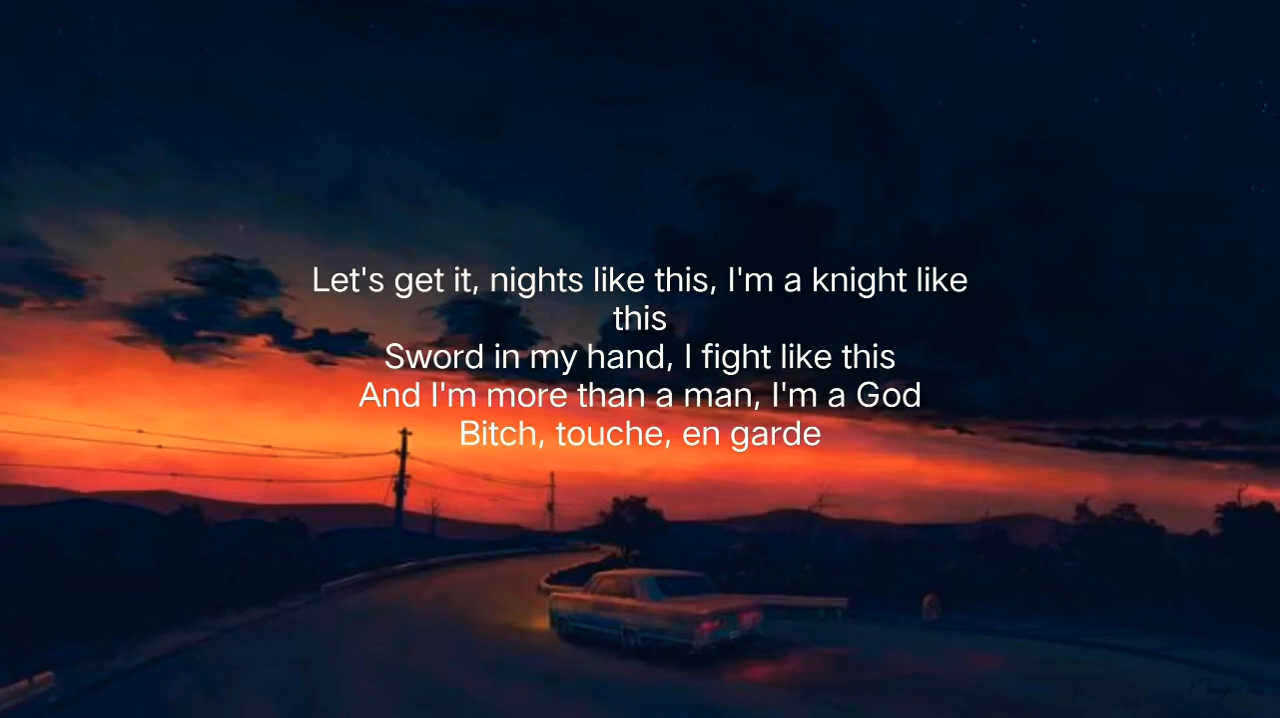 Let's get it, nights like this, I'm a knight like
this
Sword in my hand, I fight like this
And I'm more than a man, I'm a God
Bitch, touche, en garde